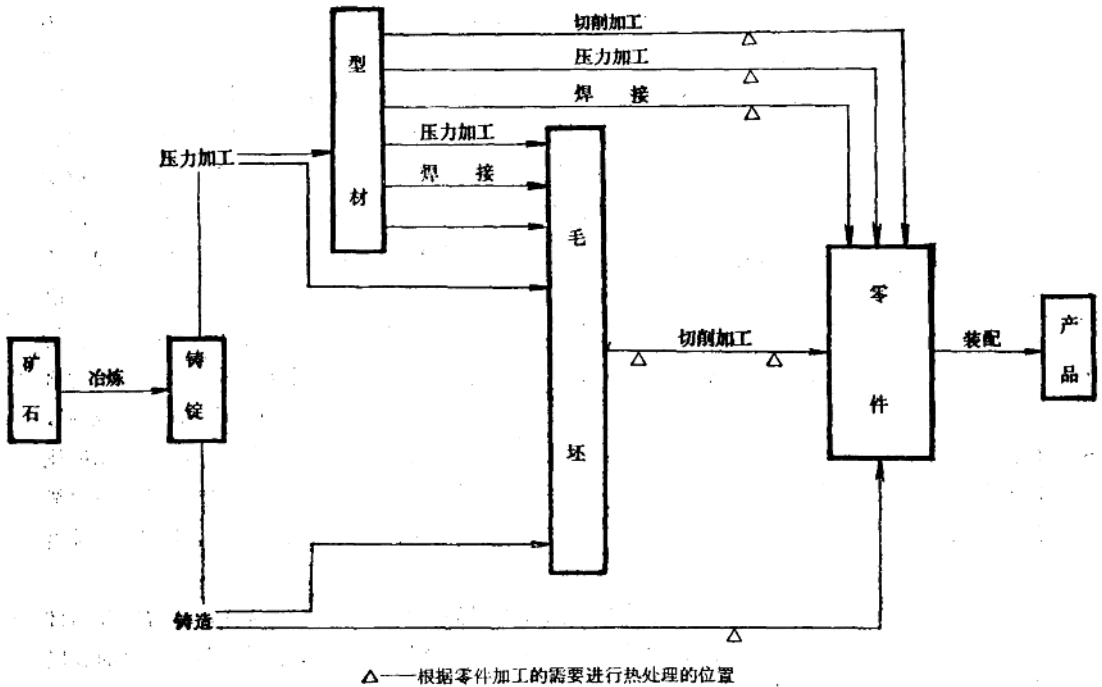 切削加工
压力加工
焊接
型材
压力加工
焊接
压力加工
毛坯
零件
切削加工
装配
产品
矿石
冶炼
铸锭
铸造
△——根据零件加工的需要进行热处理的位置